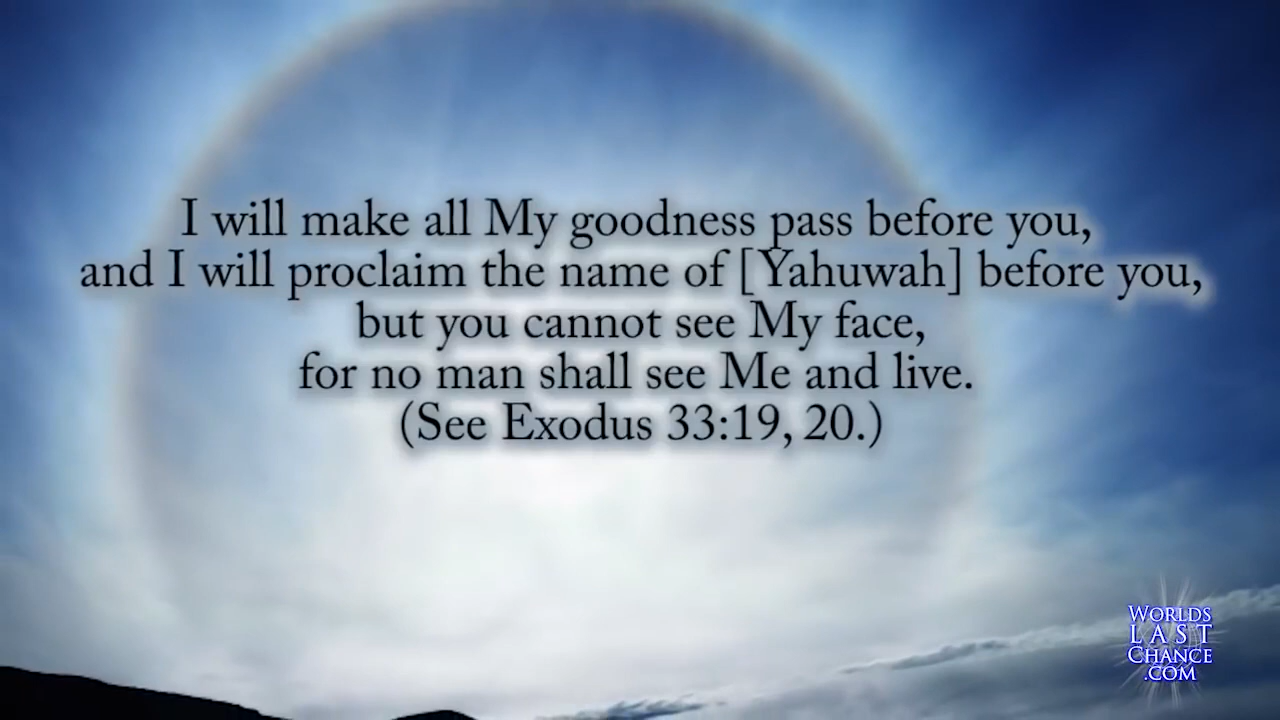 I will make all My goodness pass before you,
and I will proclaim the name of [Yahuwah] before you,
but you cannot see My face,
for no man shall see Me and live.
(See Exodus 33:19, 20.)
WORLDS
LAST
CHANCE
.COM